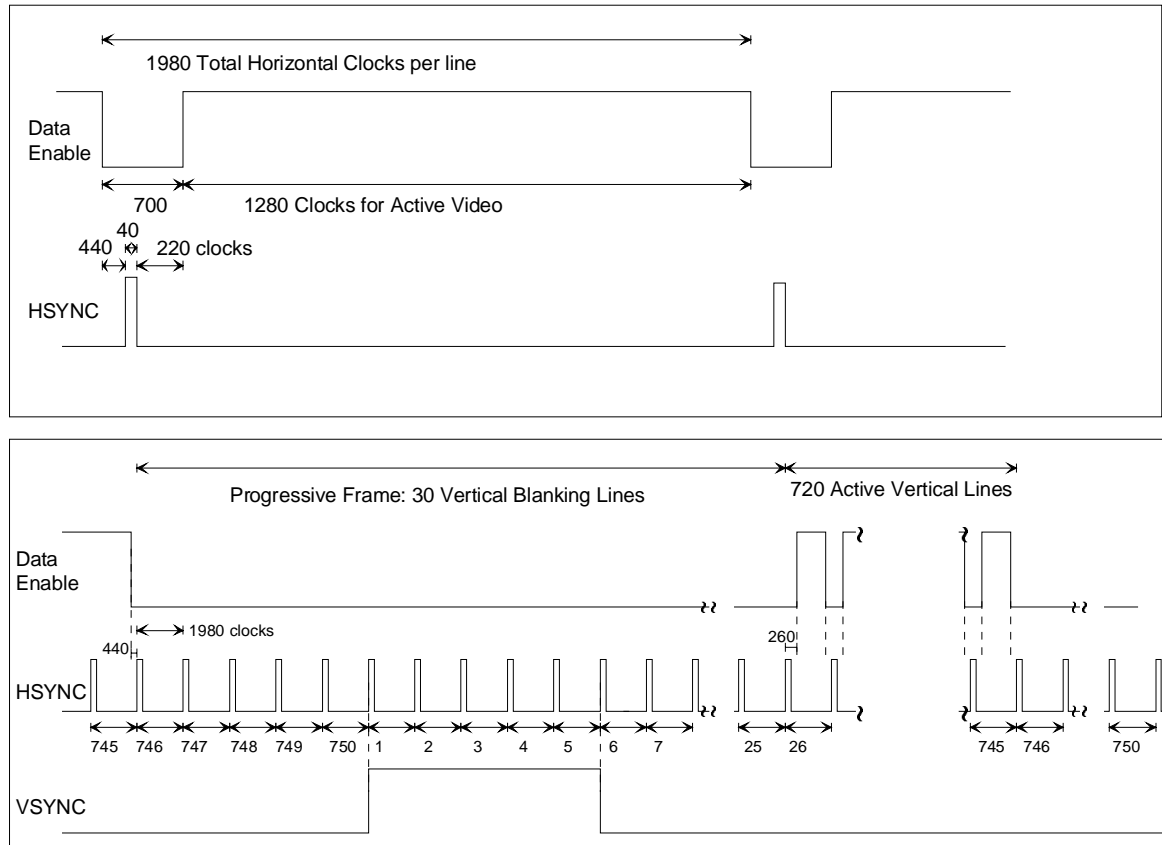 1980 Total Horizontal Clocks per line
Data
Enable
700
1280 Clocks for Active Video
40
440
220 clocks
HSYNC
Progressive Frame: 30 Vertical Blanking Lines
720 Active Vertical Lines
Data
Enable
1980 clocks
440
260
HSYNC
745 746 747 748 749 750 1 2 3 4 5 6 7 25 26 745 746 750
VSYNC